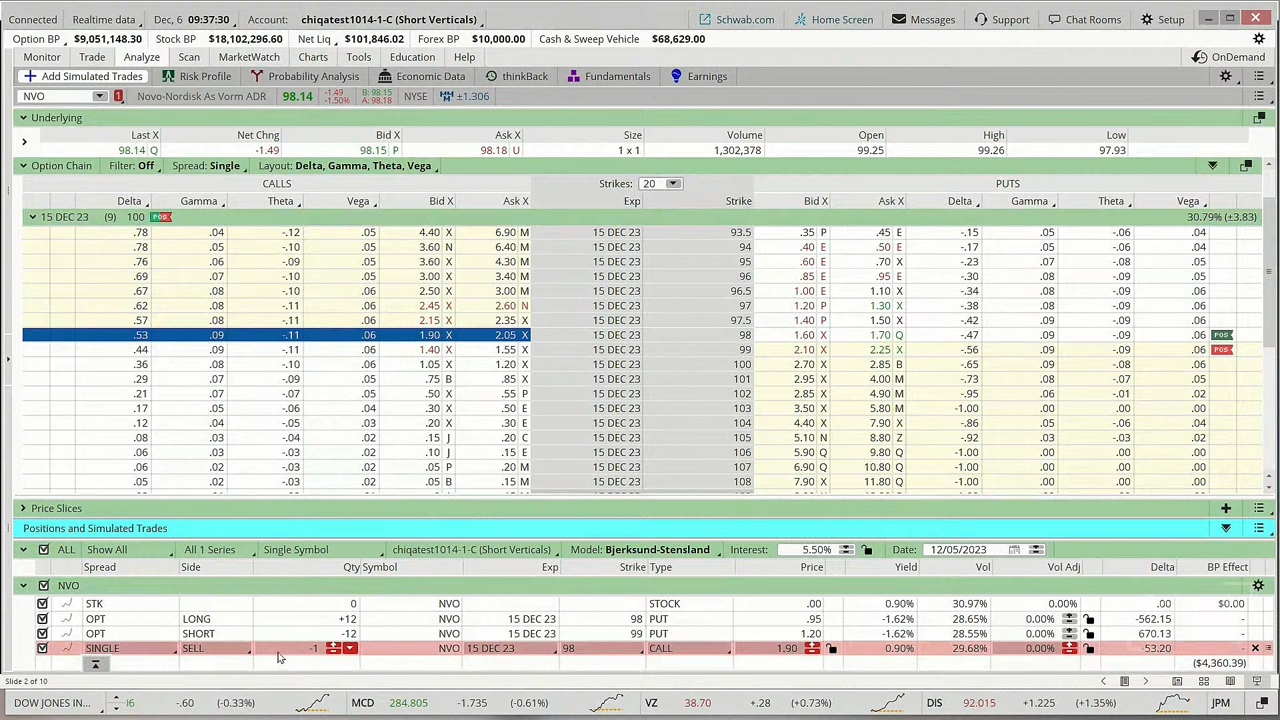 Connected Realtime data Dec, 6 09:37:30 Account: chiqatest1014-1-C (Short Verticals) Schwab.com Home Screen Messages Support Chat Rooms Setup
Option BP $9,051,148.30 Stock BP $18,102,296.60 Net Liq $101,846.02 Forex BP $10,000.00 Cash & Sweep Vehicle $68,629.00
Monitor Trade Analyze Scan MarketWatch Charts Tools Education Help OnDemand
Add Simulated Trades Risk Profile Probability Analysis Economic Data thinkBack Fundamentals Earnings
NVO 1 Novo-Nordisk As Vorm ADR 98.14 -1.49 -1.50% B: 98.15 A: 98.18 NYSE ±1.306
Underlying
Last X Net Chng Bid X Ask X Size Volume Open High Low
98.14 Q -1.49 98.15 P 98.18 U 1 x 1 1,302,378 99.25 99.26 97.93
Option Chain Filter: Off Spread: Single Layout: Delta, Gamma, Theta, Vega
CALLS Strikes: 20 PUTS
Delta Gamma Theta Vega Bid X Ask X Exp Strike Bid X Ask X Delta Gamma Theta Vega
15 DEC 23 (9) 100 POS 30.79% (±3.83)
.78 .04 -.12 .05 4.40 X 6.90 M 15 DEC 23 93.5 .35 P .45 E -.15 .05 -.06 .04
.78 .05 -.10 .05 3.60 N 6.40 M 15 DEC 23 94 .40 E .50 E -.17 .05 -.06 .04
.76 .06 -.09 .05 3.60 X 4.30 M 15 DEC 23 95 .60 E .70 X -.23 .07 -.08 .05
.69 .07 -.10 .05 3.00 X 3.40 M 15 DEC 23 96 .85 E .95 E -.30 .08 -.09 .05
.67 .07 -.10 .06 2.50 X 3.00 M 15 DEC 23 96.5 1.00 E 1.10 X -.34 .08 -.09 .06
.62 .08 -.11 .06 2.45 X 2.60 N 15 DEC 23 97 1.20 P 1.30 X -.38 .08 -.09 .06
.57 .08 -.11 .06 2.15 X 2.35 X 15 DEC 23 97.5 1.40 P 1.50 X -.42 .09 -.09 .06
.53 .09 -.11 .06 1.90 X 2.05 X 15 DEC 23 98 1.60 X 1.70 Q -.47 .09 -.09 .06 POS
.44 .09 -.11 .06 1.40 X 1.55 X 15 DEC 23 99 2.10 X 2.25 X -.56 .09 -.09 .06 POS
.36 .08 -.10 .06 1.05 X 1.20 X 15 DEC 23 100 2.70 X 2.85 B -.65 .09 -.08 .06
.29 .07 -.09 .05 .75 B .85 X 15 DEC 23 101 2.95 X 4.00 M -.73 .08 -.07 .05
.21 .07 -.07 .05 .50 X .55 P 15 DEC 23 102 2.85 X 4.90 M -.95 .06 -.01 .02
.17 .05 -.06 .04 .30 X .50 E 15 DEC 23 103 3.50 X 5.80 M -1.00 .00 .00 .00
.12 .04 -.05 .04 .20 X .30 E 15 DEC 23 104 4.40 X 7.90 X -.86 .05 -.06 .04
.08 .03 -.04 .02 .15 J .20 C 15 DEC 23 105 5.10 N 8.80 Z -.92 .03 -.03 .02
.06 .03 -.03 .02 .10 J .15 E 15 DEC 23 106 5.90 Q 9.80 Q -1.00 .00 .00 .00
.06 .02 -.03 .02 .05 P .20 M 15 DEC 23 107 6.90 Q 10.80 Q -1.00 .00 .00 .00
.05 .02 -.03 .02 .05 B .15 M 15 DEC 23 108 7.90 X 11.80 Q -1.00 .00 .00 .00
Price Slices
Positions and Simulated Trades
ALL Show All All 1 Series Single Symbol chiqatest1014-1-C (Short Verticals) Model: Bjerksund-Stensland Interest: 5.50% Date: 12/05/2023
Spread Side Qty Symbol Exp Strike Type Price Yield Vol Vol Adj Delta BP Effect
NVO
STK 0 NVO STOCK .00 0.90% 30.97% 0.00% .00 $0.00
OPT LONG +12 NVO 15 DEC 23 98 PUT .95 -1.62% 28.65% 0.00% -562.15
OPT SHORT -12 NVO 15 DEC 23 99 PUT 1.20 -1.62% 28.55% 0.00% 670.13
SINGLE SELL -1 NVO 15 DEC 23 98 CALL 1.90 0.90% 29.68% 0.00% -53.20 -
($4,360.39)
Slide 2 of 10
DOW JONES IN... -.60 (-0.33%) MCD 284.805 -1.735 (-0.61%) VZ 38.70 +.28 (+0.73%) DIS 92.015 +1.225 (+1.35%) JPM